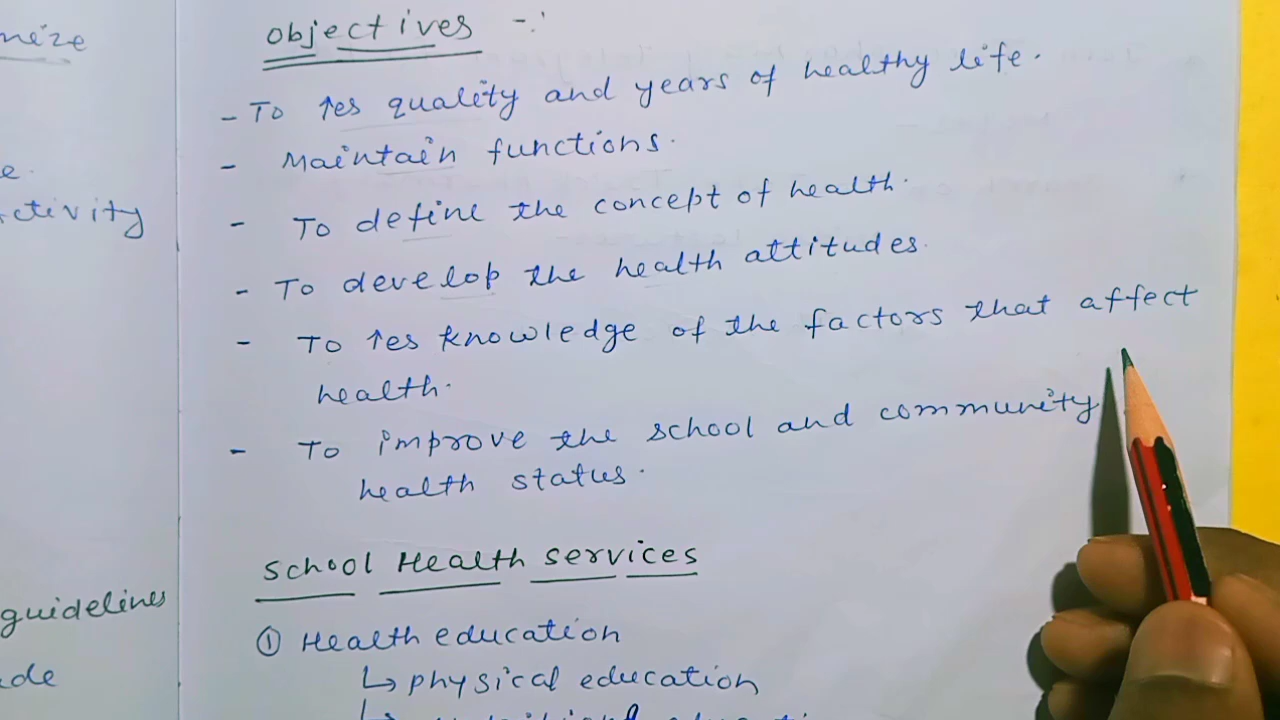 objectives -:
- To ↑es quality and years of healthy life.
- Maintain functions.
- To define the concept of health.
- To develop the health attitudes.
- To ↑es knowledge of the factors that affect
health.
- To improve the school and community
health status.
School Health services
① Health education
↳ physical education
↳
e.
ctivity
guidelines